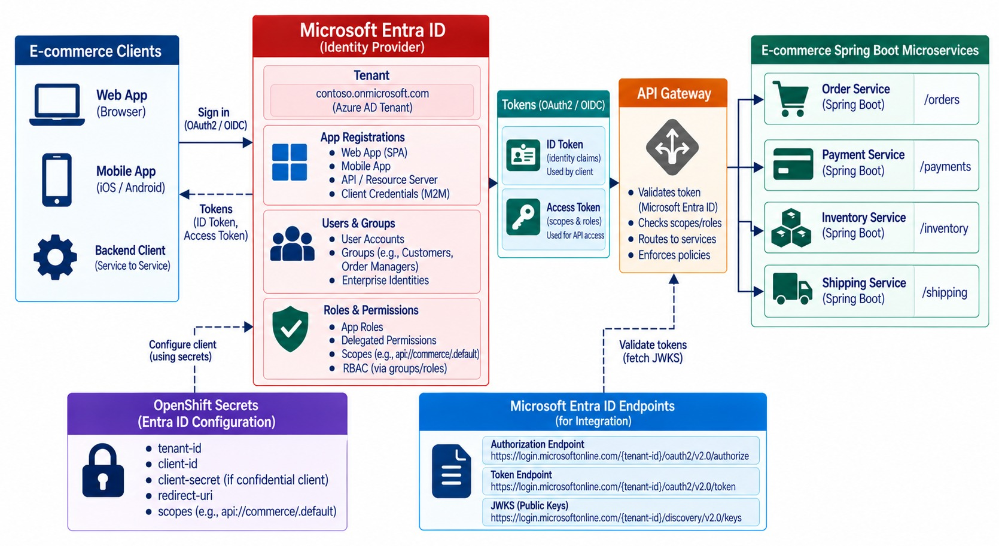 E-commerce Clients
Web App
(Browser)
Mobile App
(iOS / Android)
Backend Client
(Service to Service)
Sign in
(OAuth2 / OIDC)
Tokens
(ID Token,
Access Token)
Microsoft Entra ID
(Identity Provider)
Tenant
contoso.onmicrosoft.com
(Azure AD Tenant)
App Registrations
• Web App (SPA)
• Mobile App
• API / Resource Server
• Client Credentials (M2M)
Users & Groups
• User Accounts
• Groups (e.g., Customers,
Order Managers)
• Enterprise Identities
Roles & Permissions
• App Roles
• Delegated Permissions
• Scopes (e.g., api://commerce/.default)
• RBAC (via groups/roles)
Tokens (OAuth2 / OIDC)
ID Token
(identity claims)
Used by client
Access Token
(scopes & roles)
Used for API access
API Gateway
• Validates token
(Microsoft Entra ID)
• Checks scopes/roles
• Routes to services
• Enforces policies
E-commerce Spring Boot Microservices
Order Service
(Spring Boot)
/orders
Payment Service
(Spring Boot)
/payments
Inventory Service
(Spring Boot)
/inventory
Shipping Service
(Spring Boot)
/shipping
Configure client
(using secrets)
Validate tokens
(fetch JWKS)
OpenShift Secrets
(Entra ID Configuration)
• tenant-id
• client-id
• client-secret (if confidential client)
• redirect-uri
• scopes (e.g., api://commerce/.default)
Microsoft Entra ID Endpoints
(for Integration)
Authorization Endpoint
https://login.microsoftonline.com/{tenant-id}/oauth2/v2.0/authorize
Token Endpoint
https://login.microsoftonline.com/{tenant-id}/oauth2/v2.0/token
JWKS (Public Keys)
https://login.microsoftonline.com/{tenant-id}/discovery/v2.0/keys